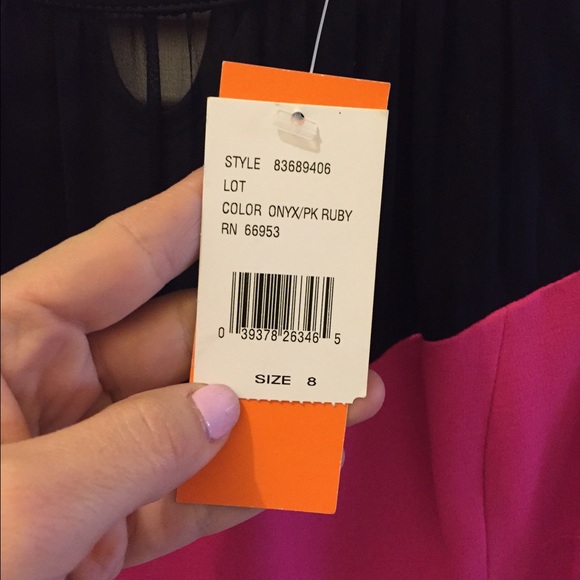 STYLE 83689406
LOT
COLOR ONYX/PK RUBY
RN 66953
0 39378 26346 5
SIZE 8